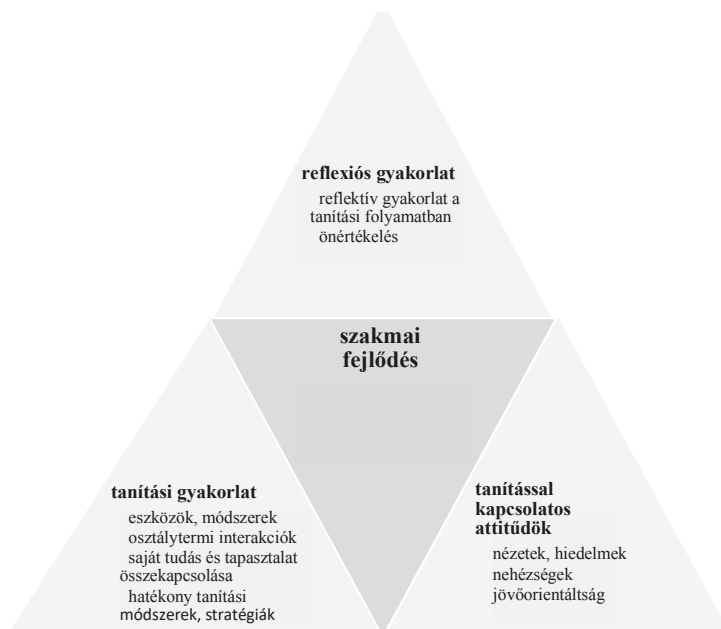 reflexiós gyakorlat
reflektív gyakorlat a
tanítási folyamatban
önértékelés
szakmai
fejlődés
tanítási gyakorlat
eszközök, módszerek
osztálytermi interakciók
saját tudás és tapasztalat
összekapcsolása
hatékony tanítási
módszerek, stratégiák
tanítással
kapcsolatos
attitűdök
nézetek, hiedelmek
nehézségek
jövőorientáltság